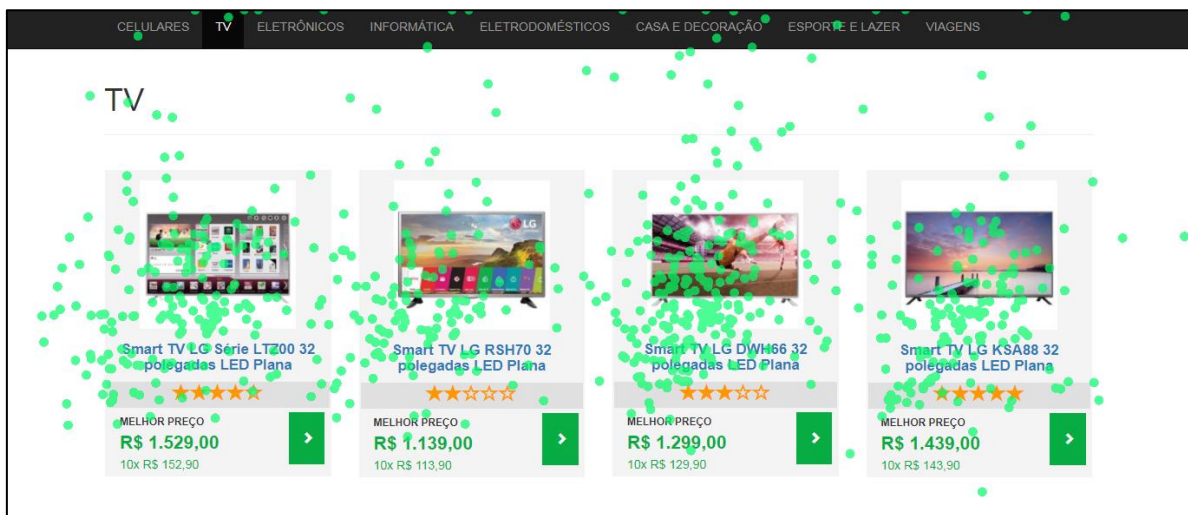 CELULARES TV ELETRÔNICOS INFORMÁTICA ELETRODOMÉSTICOS CASA E DECORAÇÃO ESPORTE E LAZER VIAGENS
TV
LG
Smart TV LG Série LTZ00 32
polegadas LED Plana
MELHOR PREÇO
R$ 1.529,00
10x R$ 152,90
Smart TV LG RSH70 32
polegadas LED Plana
MELHOR PREÇO
R$ 1.139,00
10x R$ 113,90
Smart TV LG DWH66 32
polegadas LED Plana
MELHOR PREÇO
R$ 1.299,00
10x R$ 129,90
Smart TV LG KSA88 32
polegadas LED Plana
MELHOR PREÇO
R$ 1.439,00
10x R$ 143,90